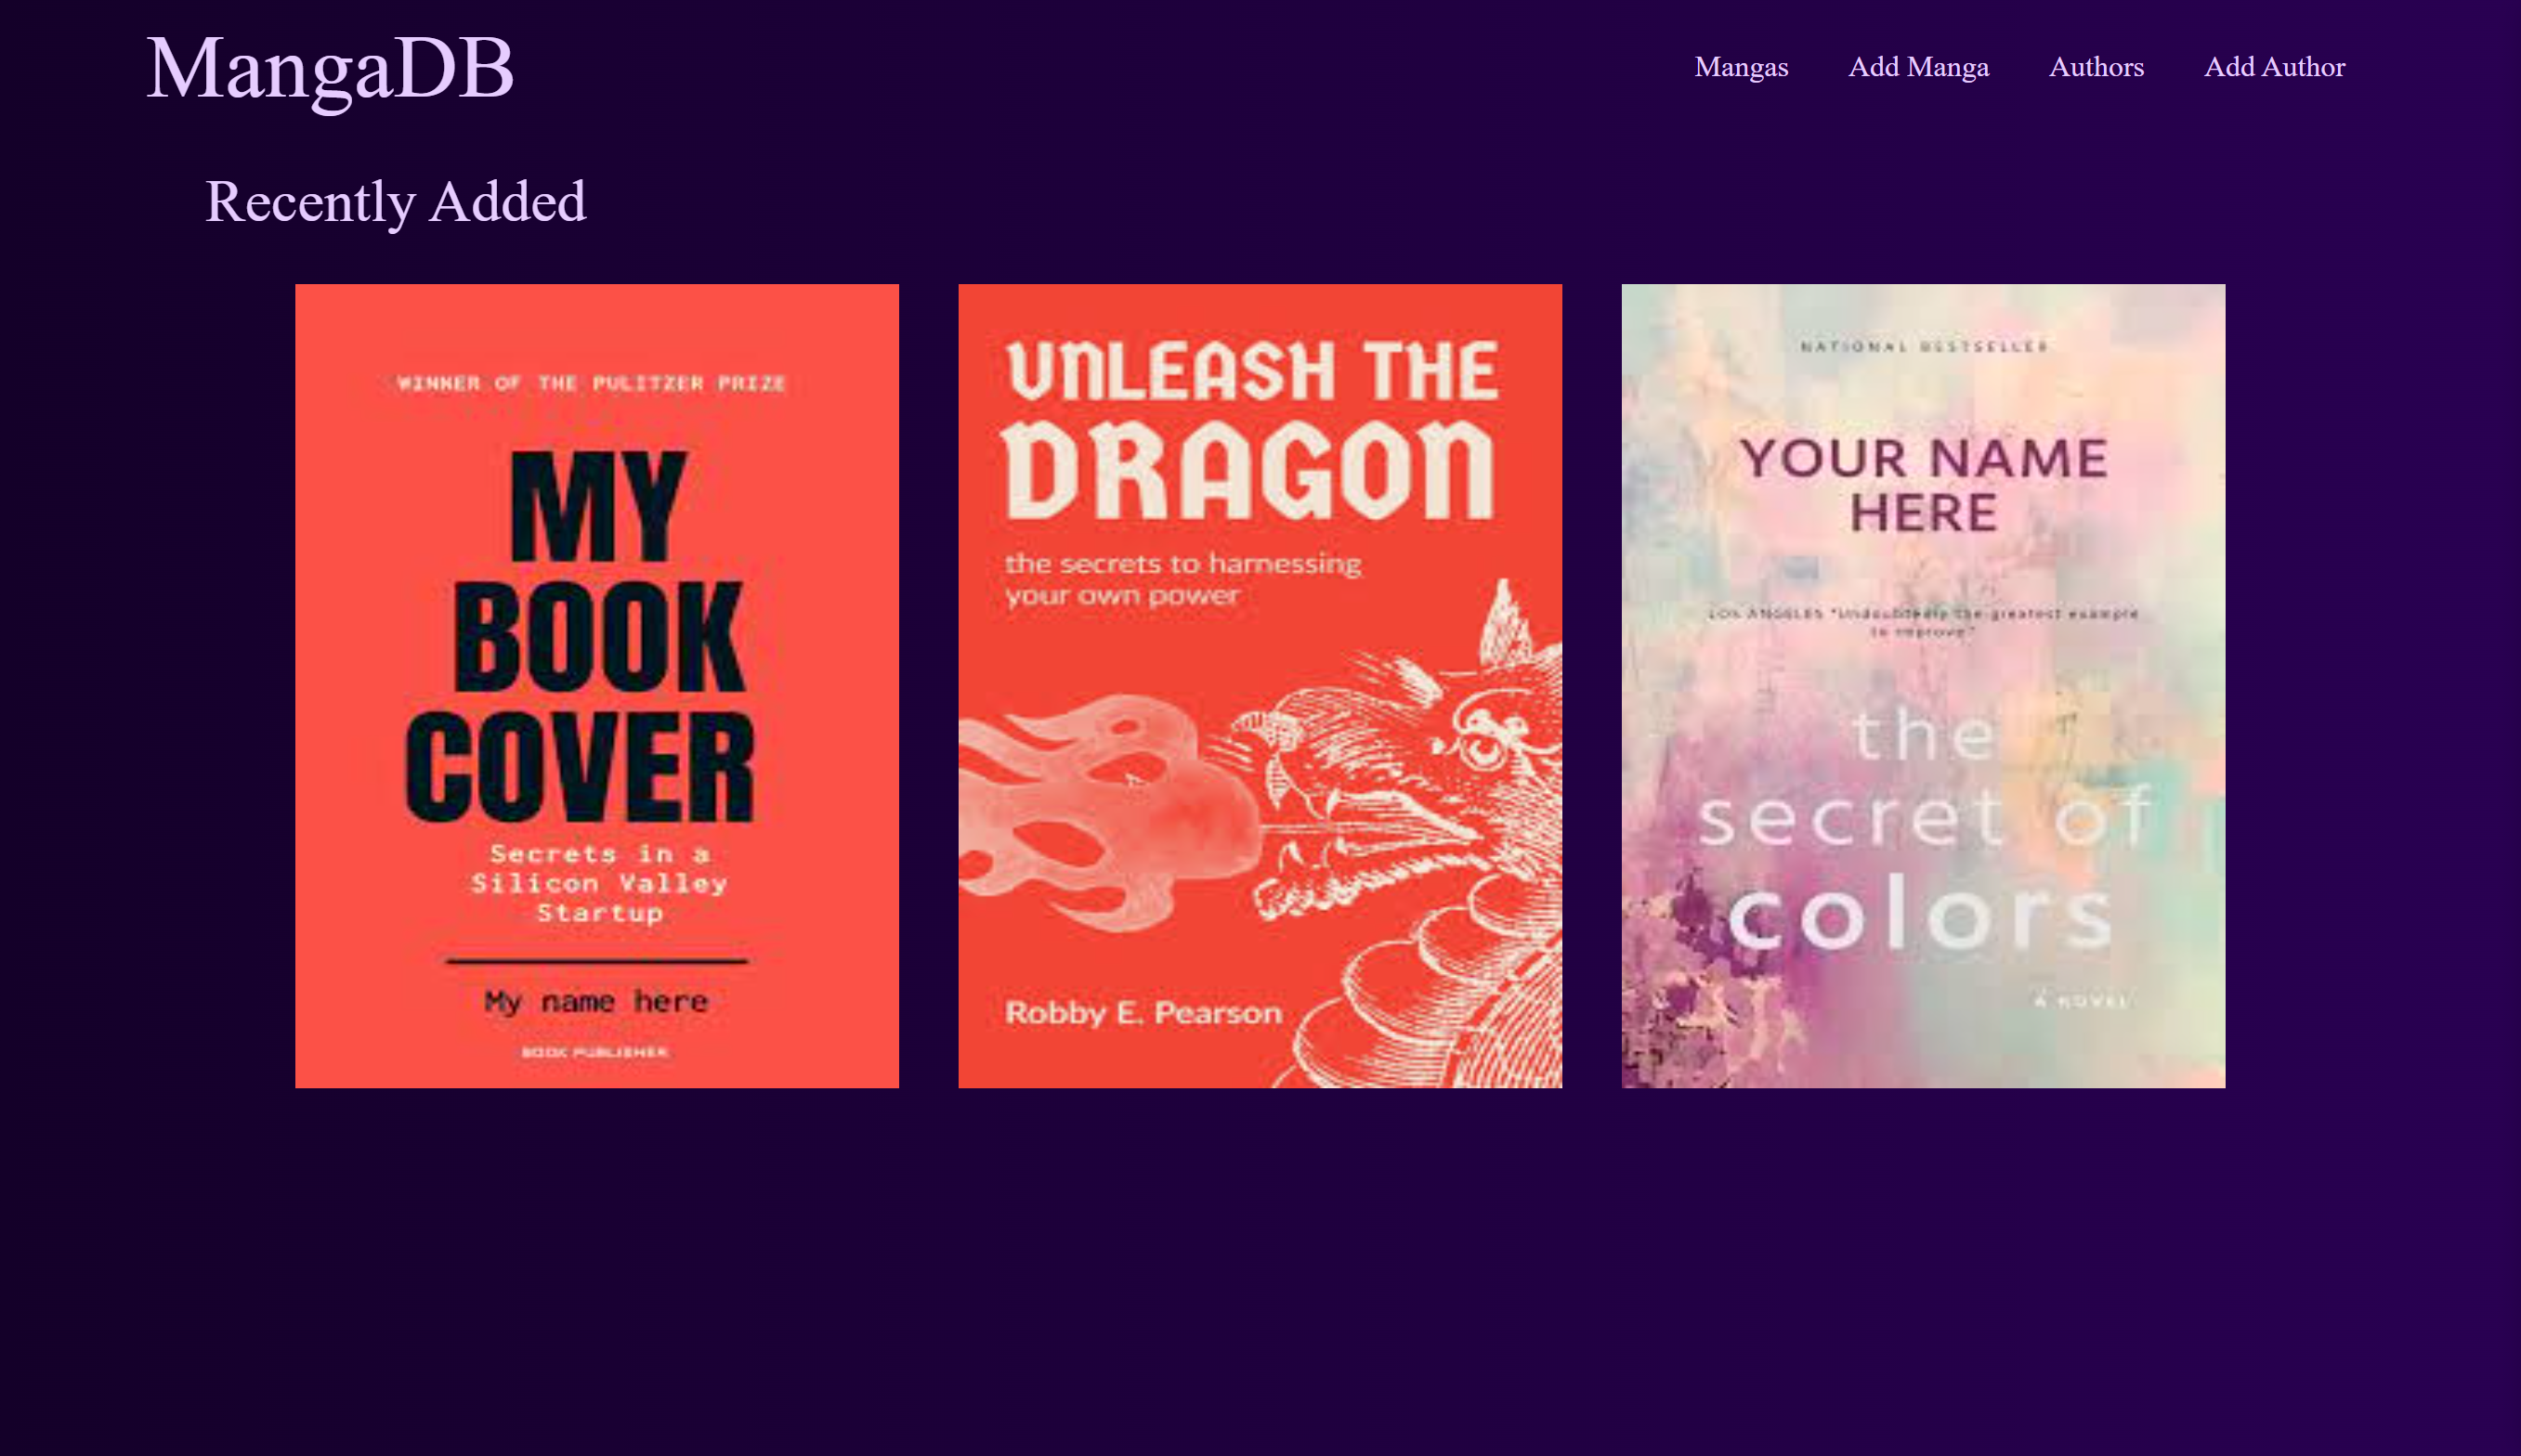 MangaDB
Mangas
Add Manga
Authors
Add Author
Recently Added
WINNER OF THE PULITZER PRIZE
MY
BOOK
COVER
Secrets in a
Silicon Valley
Startup
My name here
BOOK PUBLISHER
UNLEASH THE
DRAGON
the secrets to harnessing
your own power
Robby E. Pearson
NATIONAL BESTSELLER
YOUR NAME
HERE
LOS ANGELES "Undoubtedly the greatest example
to improve"
the
secret of
colors
A NOVEL